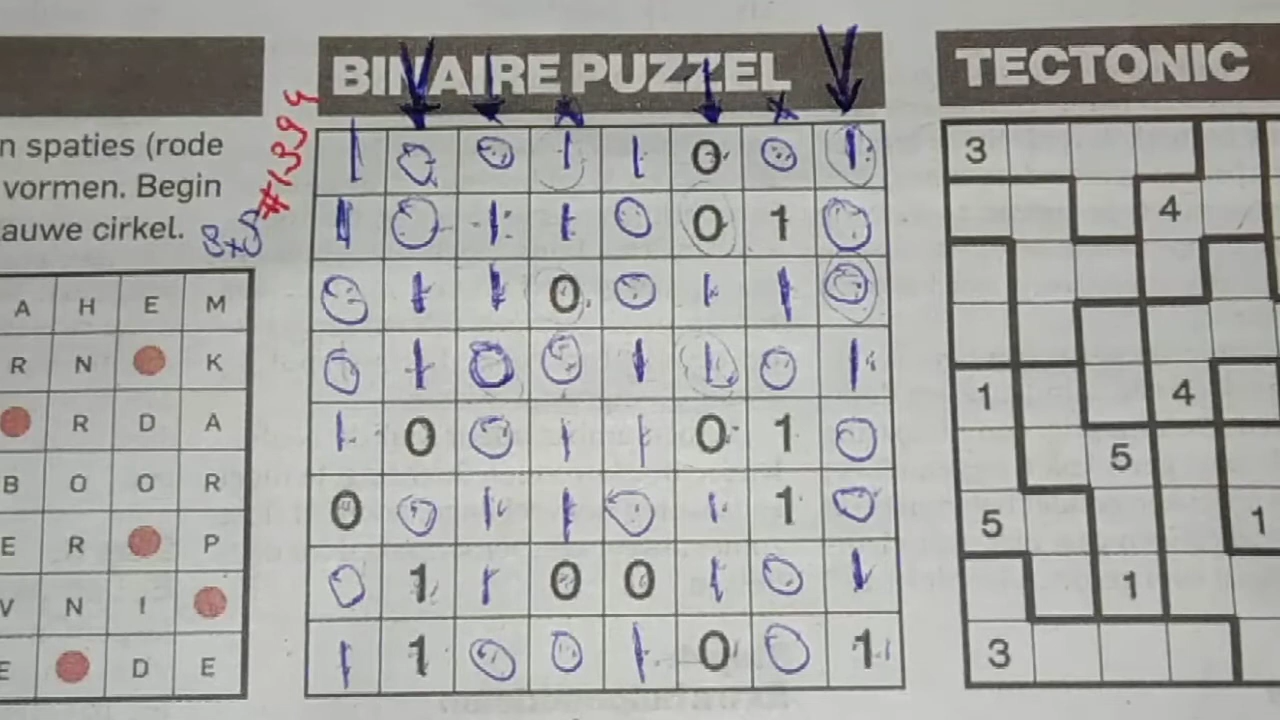 BINAIRE PUZZEL
TECTONIC
n spaties (rode
vormen. Begin
auwe cirkel.
8x8
#1399
A H E M
R N K
R D A
B O O R
E R P
V N I
E D E
1 0 0 1 1 0 0 1
1 0 1 1 0 0 1 0
0 1 1 0 0 1 1 0
0 1 0 0 1 1 0 1
1 0 0 1 1 0 1 0
0 0 1 1 0 1 1 0
0 1 1 0 0 1 0 1
1 1 0 0 1 0 0 1
3
4
1 4
5
5 1
1
3